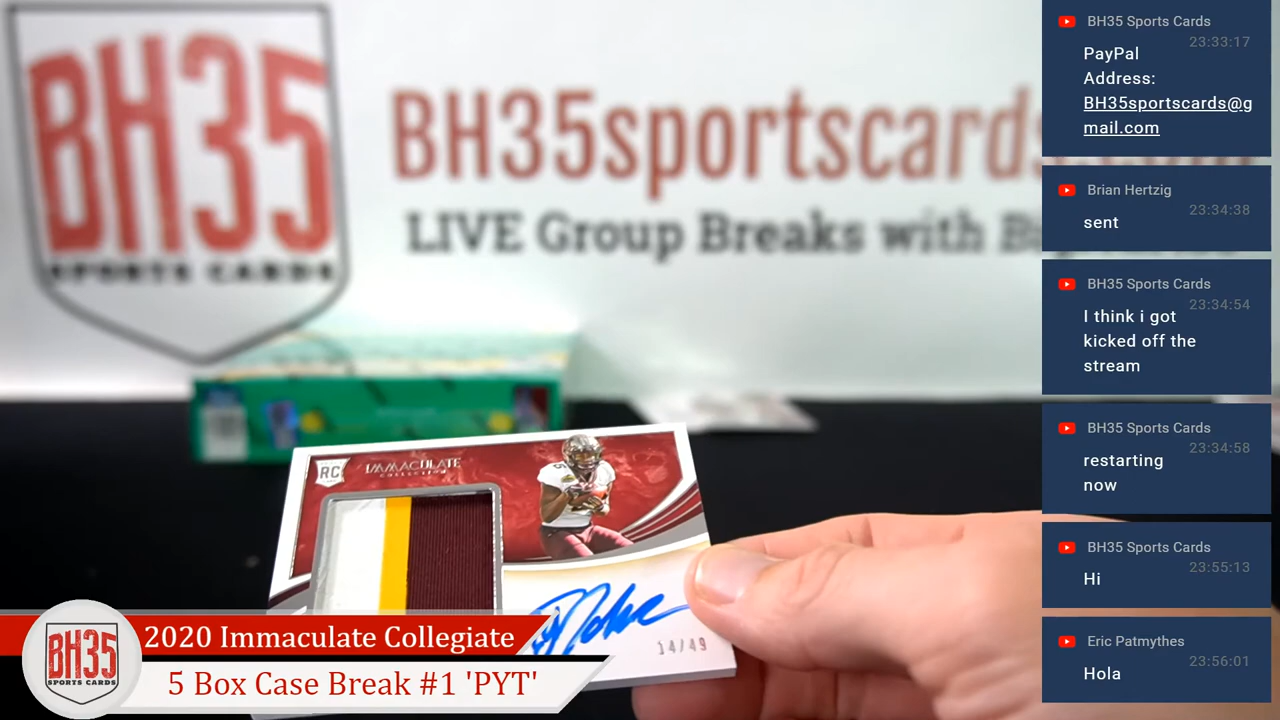 BH35
SPORTS CARDS
BH35sportscards
LIVE Group Breaks with
RC
IMMACULATE
COLLECTION
14/49
BH35
SPORTS CARDS
2020 Immaculate Collegiate
5 Box Case Break #1 'PYT'
BH35 Sports Cards
23:33:17
PayPal
Address:
BH35sportscards@g
mail.com
Brian Hertzig
23:34:38
sent
BH35 Sports Cards
23:34:54
I think i got
kicked off the
stream
BH35 Sports Cards
23:34:58
restarting
now
BH35 Sports Cards
23:55:13
Hi
Eric Patmythes
23:56:01
Hola